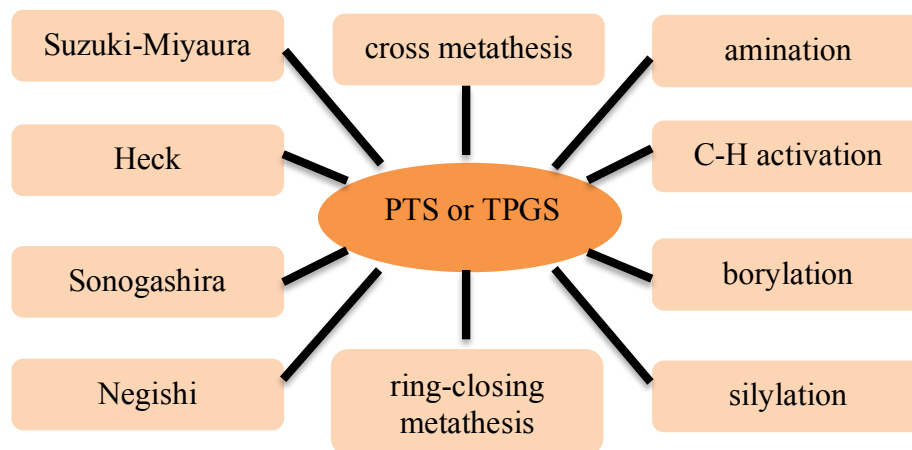 Suzuki-Miyaura
cross metathesis
amination
Heck
C-H activation
PTS or TPGS
Sonogashira
borylation
Negishi
ring-closing
metathesis
silylation